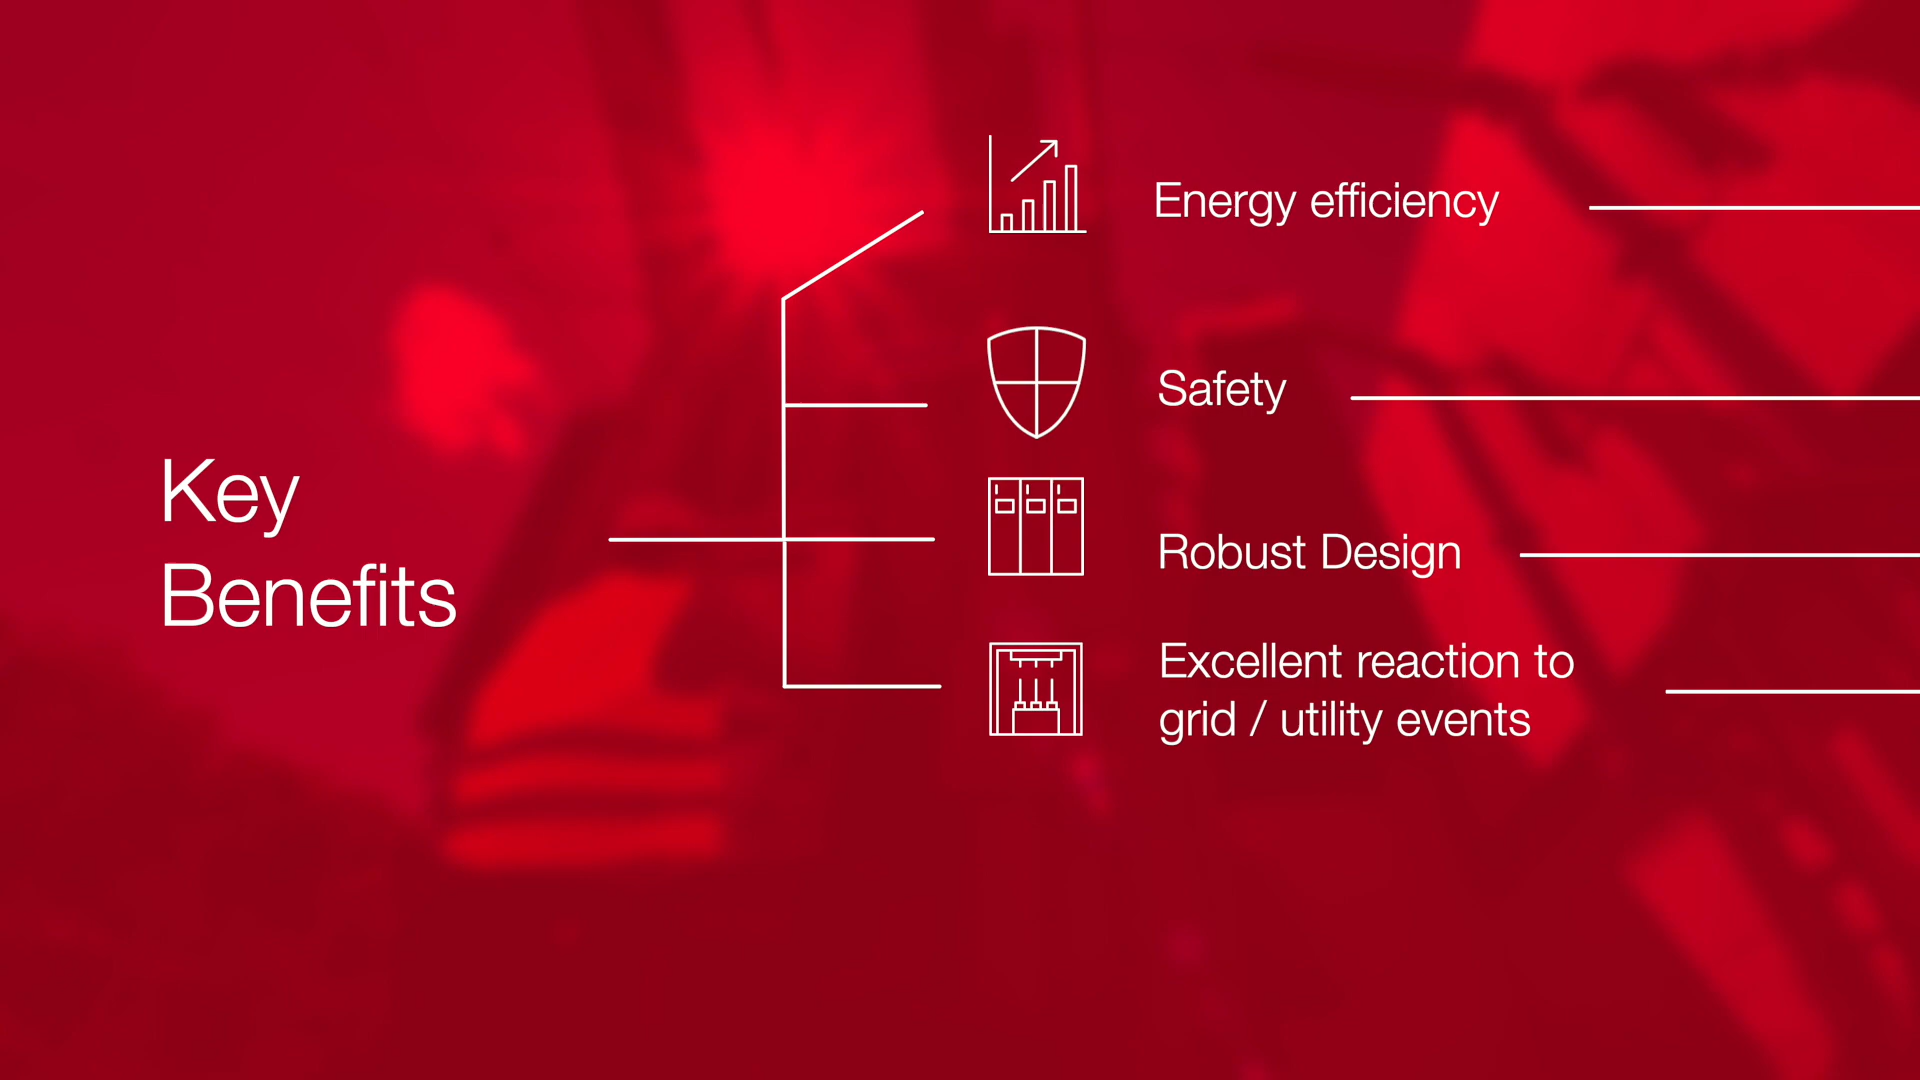 Key
Benefits
Energy efficiency
Safety
Robust Design
Excellent reaction to
grid / utility events